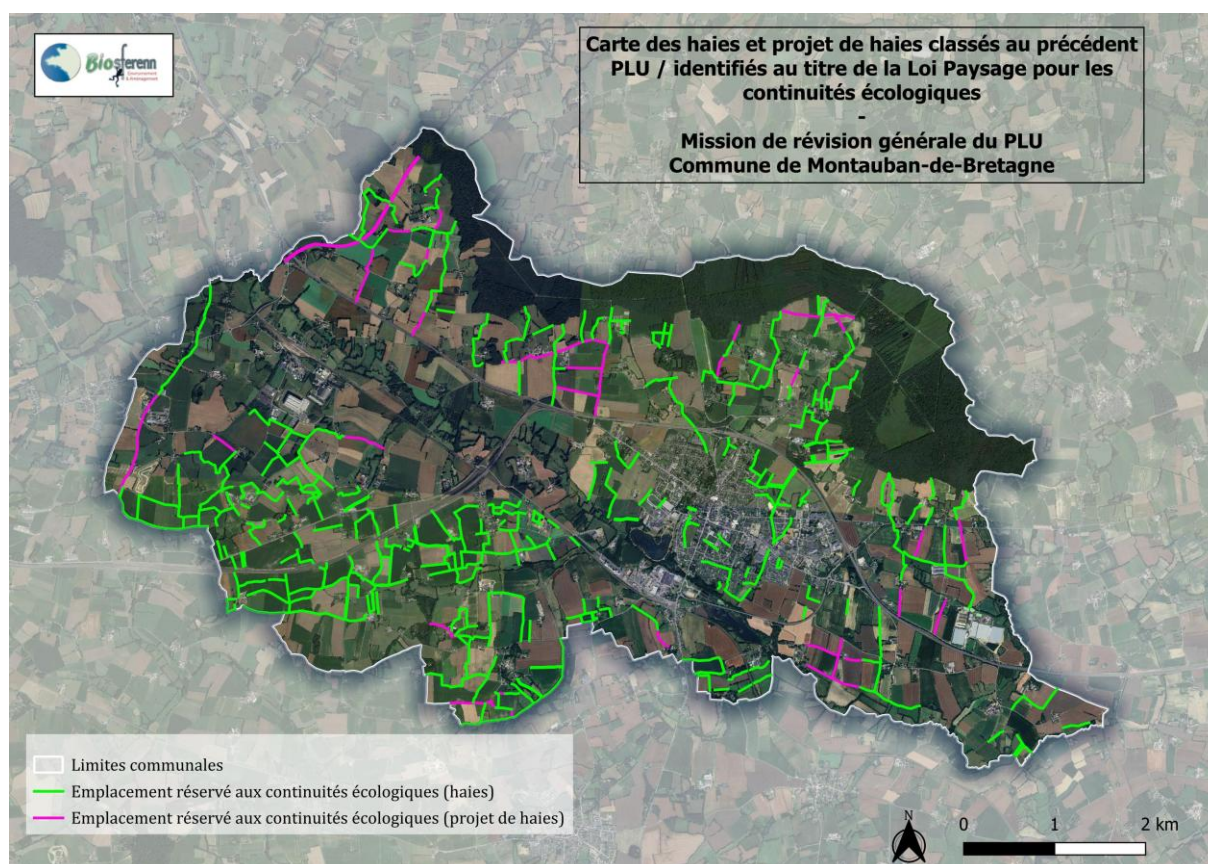 Biosferenn
Environnement
& Aménagement
Carte des haies et projet de haies classés au précédent
PLU / identifiés au titre de la Loi Paysage pour les
continuités écologiques
-
Mission de révision générale du PLU
Commune de Montauban-de-Bretagne
Limites communales
Emplacement réservé aux continuités écologiques (haies)
Emplacement réservé aux continuités écologiques (projet de haies)
N
0 1 2 km